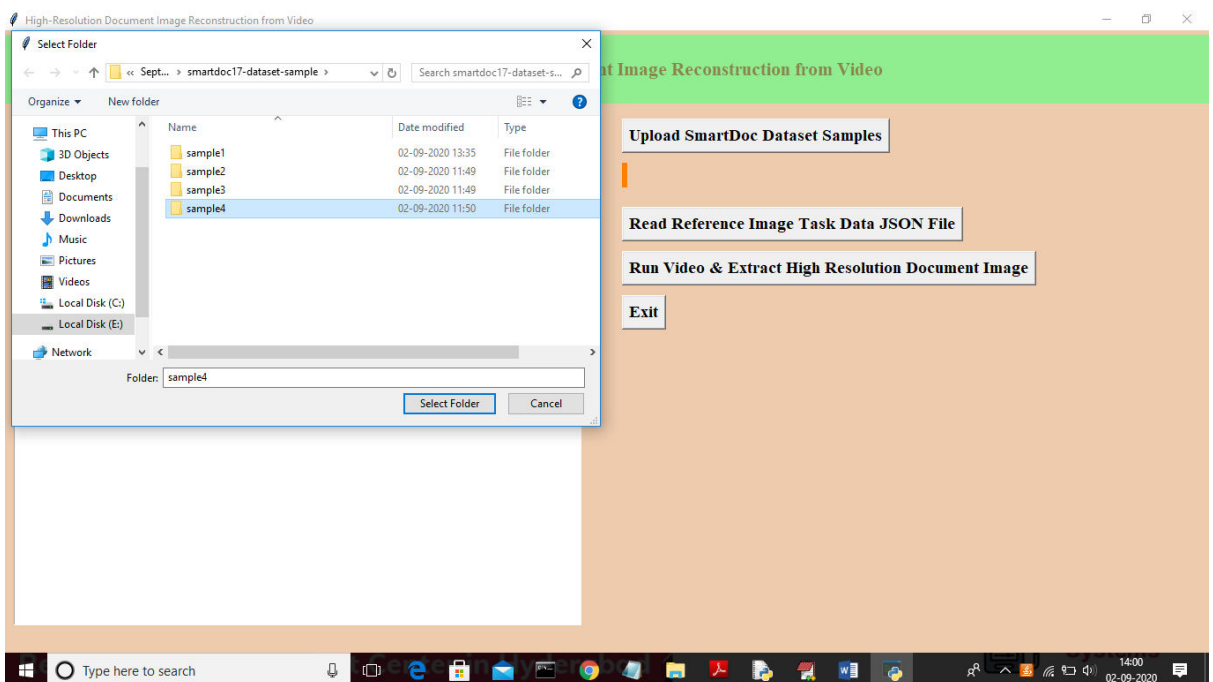 High-Resolution Document Image Reconstruction from Video
Select Folder
« Sept... › smartdoc17-dataset-sample ›
Search smartdoc17-dataset-s...
Organize
New folder
This PC
3D Objects
Desktop
Documents
Downloads
Music
Pictures
Videos
Local Disk (C:)
Local Disk (E:)
Network
Name Date modified Type
sample1 02-09-2020 13:35 File folder
sample2 02-09-2020 11:49 File folder
sample3 02-09-2020 11:49 File folder
sample4 02-09-2020 11:50 File folder
Folder: sample4
Select Folder
Cancel
nt Image Reconstruction from Video
Upload SmartDoc Dataset Samples
Read Reference Image Task Data JSON File
Run Video & Extract High Resolution Document Image
Exit
Type here to search
14:00
02-09-2020